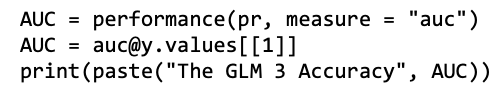 AUC = performance(pr, measure = "auc")
AUC = auc@y.values[[1]]
print(paste("The GLM 3 Accuracy", AUC))